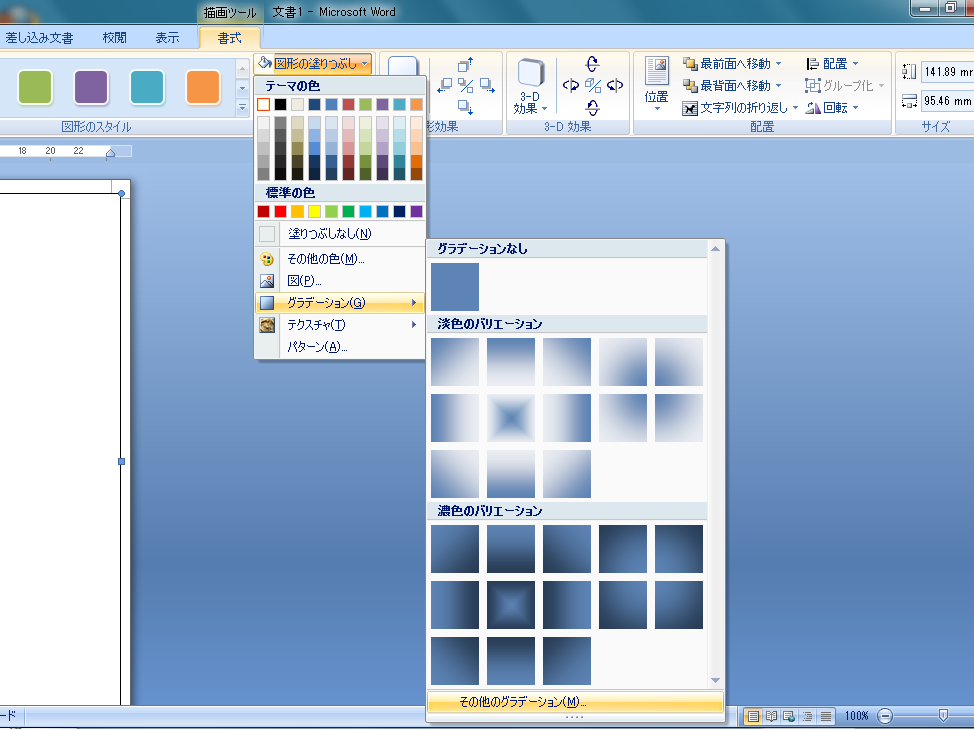 描画ツール 文書1 - Microsoft Word
差し込み文書 校閲 表示 書式
図形の塗りつぶし
テーマの色
標準の色
塗りつぶしなし(N)
その他の色(M)...
図(P)...
グラデーション(G)
テクスチャ(T)
パターン(A)...
図形のスタイル
形効果
3-D
効果
3-D 効果
位置
最前面へ移動
最背面へ移動
文字列の折り返し
配置
グループ化
回転
配置
141.89 mm
95.46 mm
サイズ
18 20 22
グラデーションなし
淡色のバリエーション
濃色のバリエーション
その他のグラデーション(M)...
ード
100%